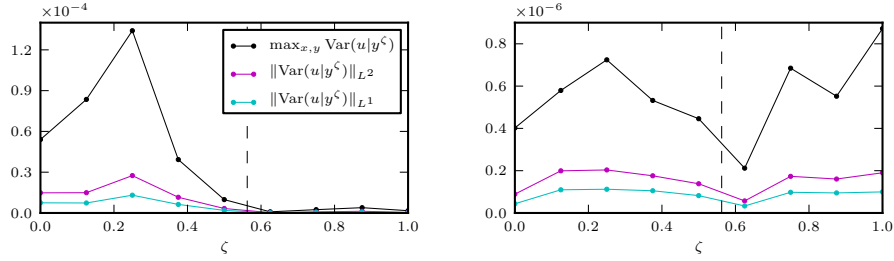 ×10⁻⁴
1.2
0.9
0.6
0.3
0.0
0.0 0.2 0.4 0.6 0.8 1.0
ζ
max_{x,y} Var(u|y^ζ)
‖Var(u|y^ζ)‖_{L²}
‖Var(u|y^ζ)‖_{L¹}
×10⁻⁶
0.8
0.6
0.4
0.2
0.0
0.0 0.2 0.4 0.6 0.8 1.0
ζ